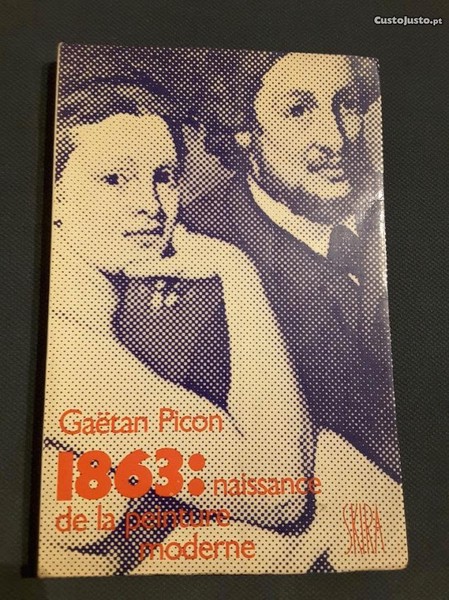 CustoJusto.pt
Gaëtan Picon
1863: naissance
de la peinture
moderne
SKIRA